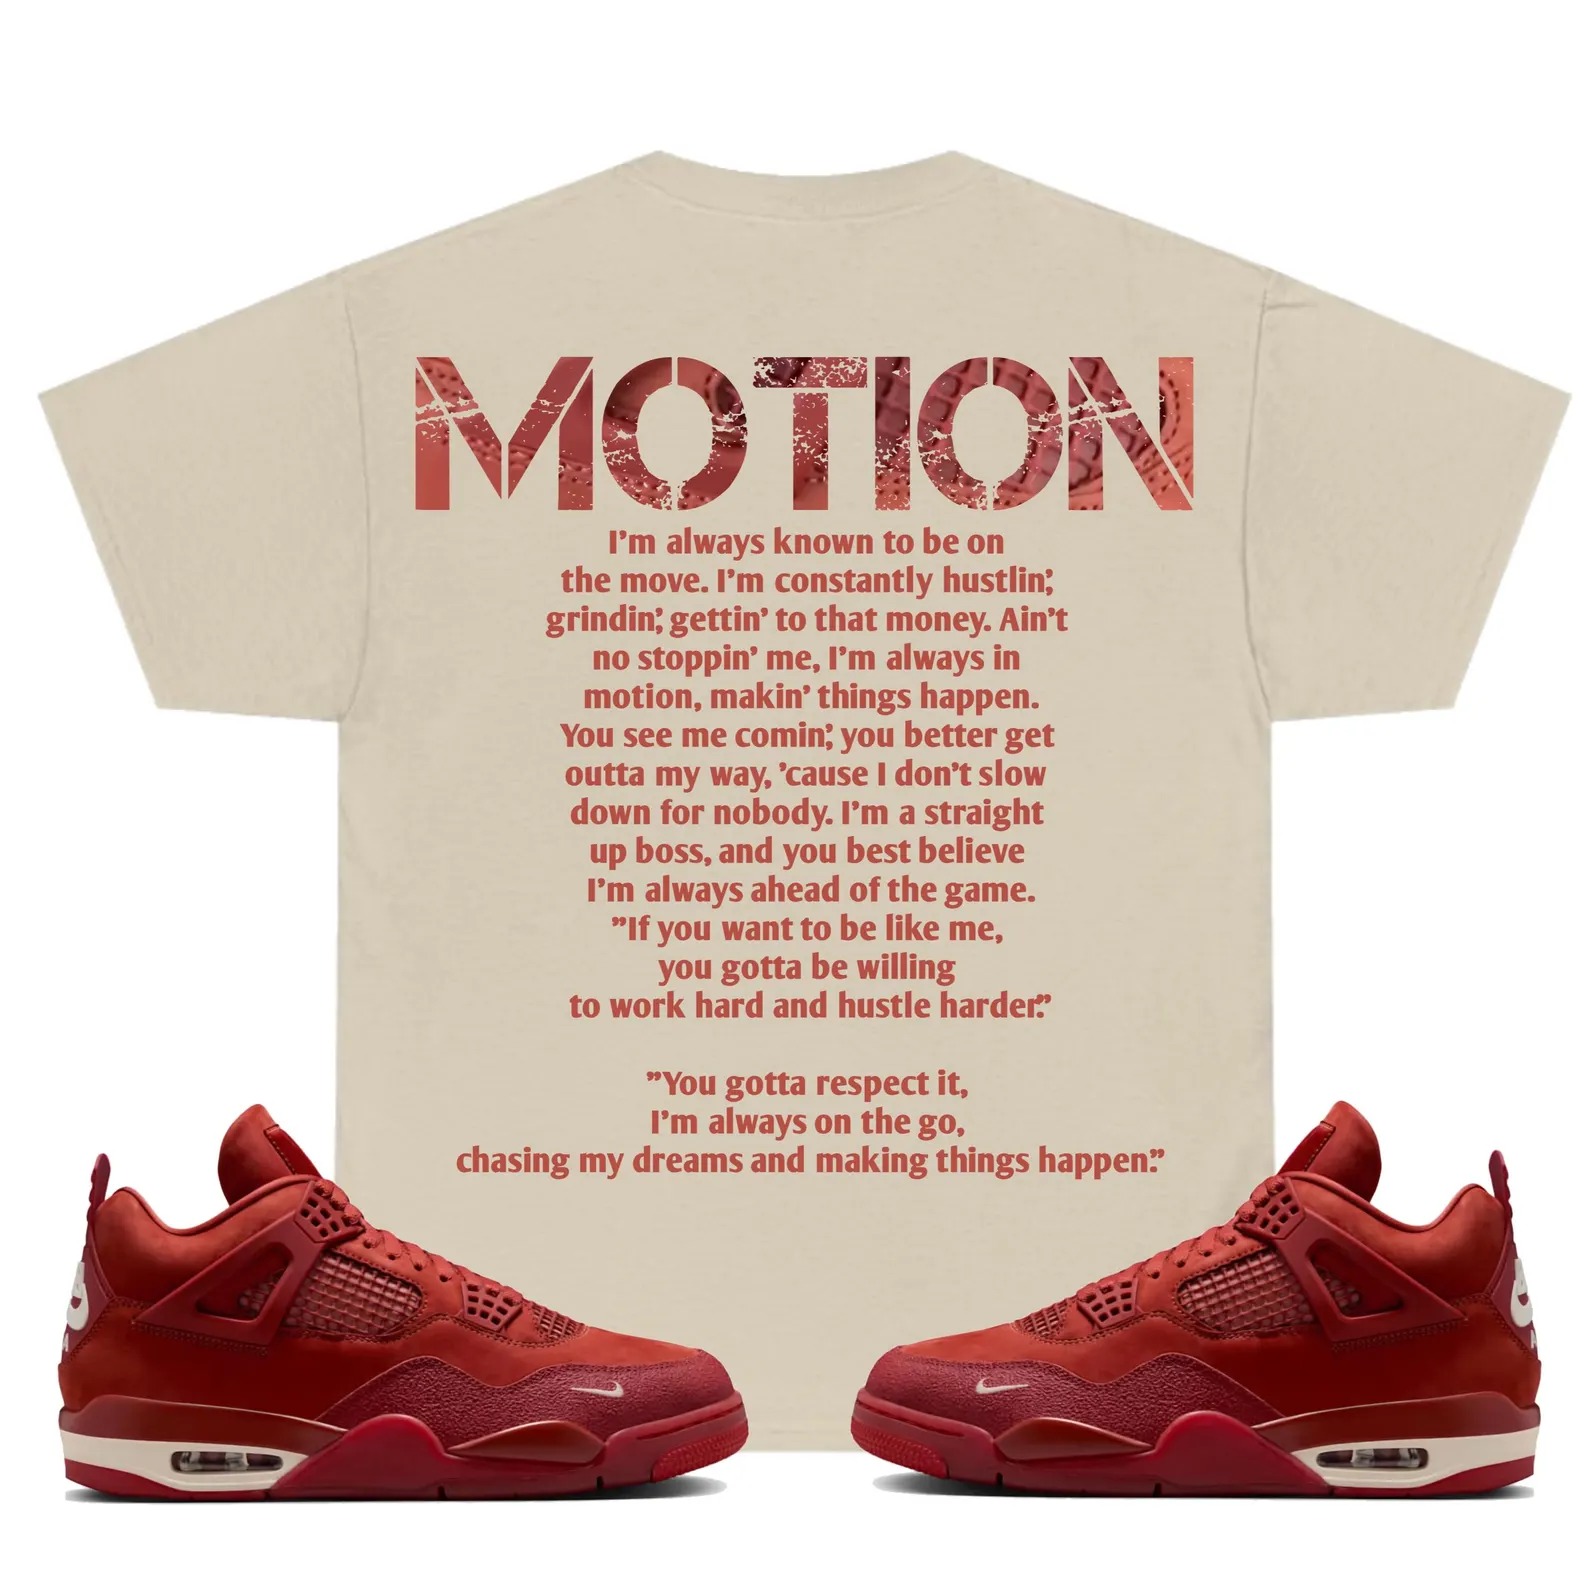 MOTION
I’m always known to be on
the move. I’m constantly hustlin’,
grindin’, gettin’ to that money. Ain’t
no stoppin’ me, I’m always in
motion, makin’ things happen.
You see me comin’, you better get
outta my way, ’cause I don’t slow
down for nobody. I’m a straight
up boss, and you best believe
I’m always ahead of the game.
”If you want to be like me,
you gotta be willing
to work hard and hustle harder.”
”You gotta respect it,
I’m always on the go,
chasing my dreams and making things happen.”